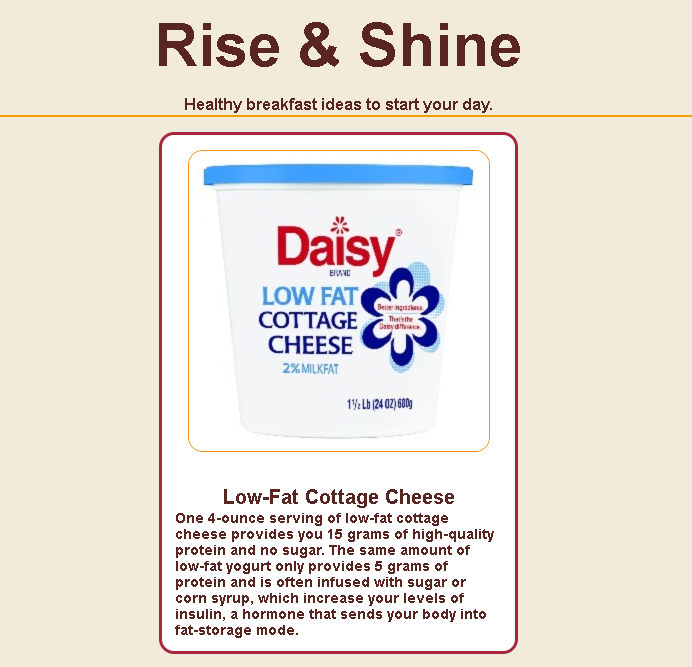 Rise & Shine
Healthy breakfast ideas to start your day.
Daisy®
BRAND
LOW FAT
COTTAGE
CHEESE
2% MILKFAT
Better ingredients.
That's the
Daisy difference.
1 1/2 Lb (24 OZ) 680g
Low-Fat Cottage Cheese
One 4-ounce serving of low-fat cottage
cheese provides you 15 grams of high-quality
protein and no sugar. The same amount of
low-fat yogurt only provides 5 grams of
protein and is often infused with sugar or
corn syrup, which increase your levels of
insulin, a hormone that sends your body into
fat-storage mode.